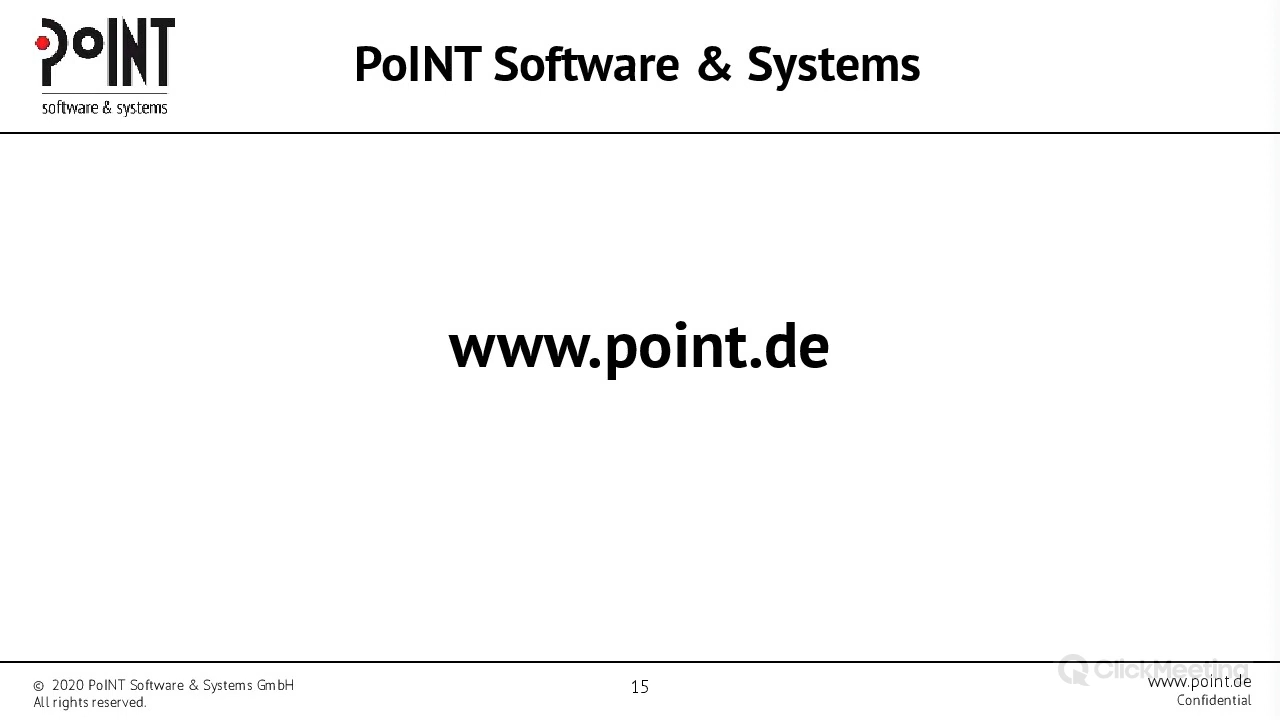 PoINT
software & systems
PoINT Software & Systems
www.point.de
© 2020 PoINT Software & Systems GmbH
All rights reserved.
15
ClickMeeting
www.point.de
Confidential